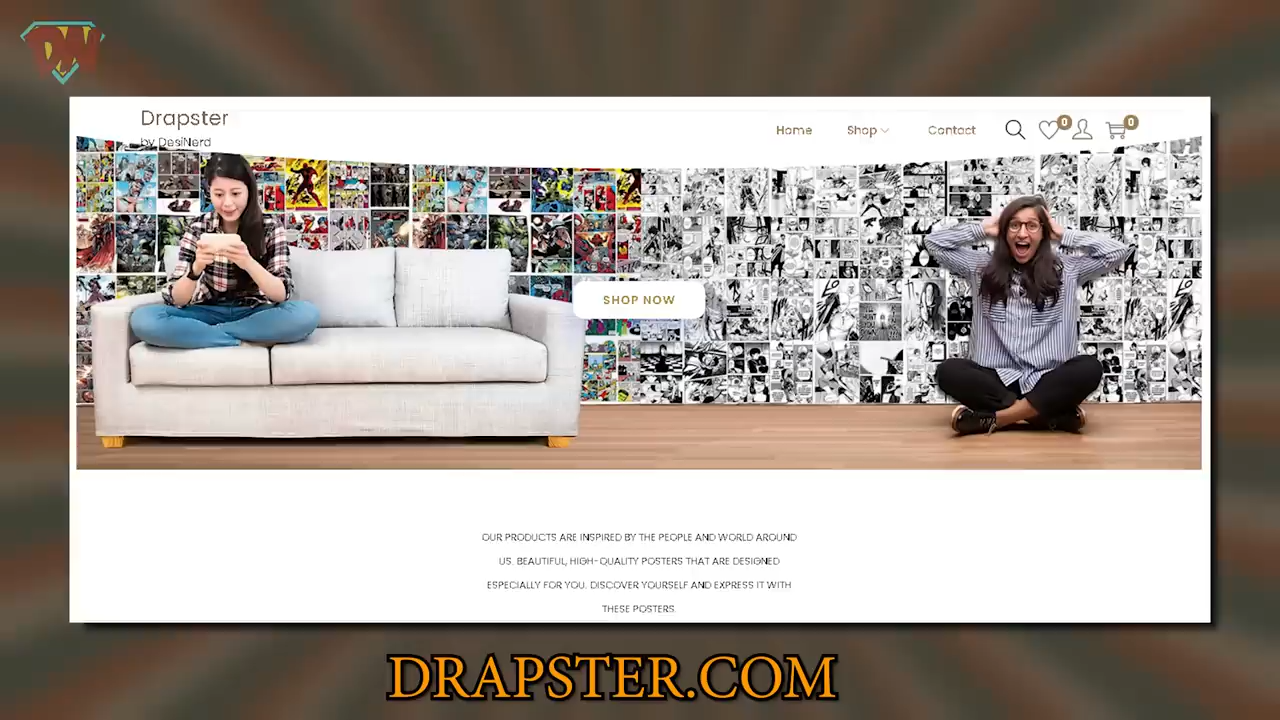 DW
Drapster
by DesiNerd
Home Shop Contact 0 0
SHOP NOW
OUR PRODUCTS ARE INSPIRED BY THE PEOPLE AND WORLD AROUND
US. BEAUTIFUL, HIGH-QUALITY POSTERS THAT ARE DESIGNED
ESPECIALLY FOR YOU. DISCOVER YOURSELF AND EXPRESS IT WITH
THESE POSTERS.
DRAPSTER.COM